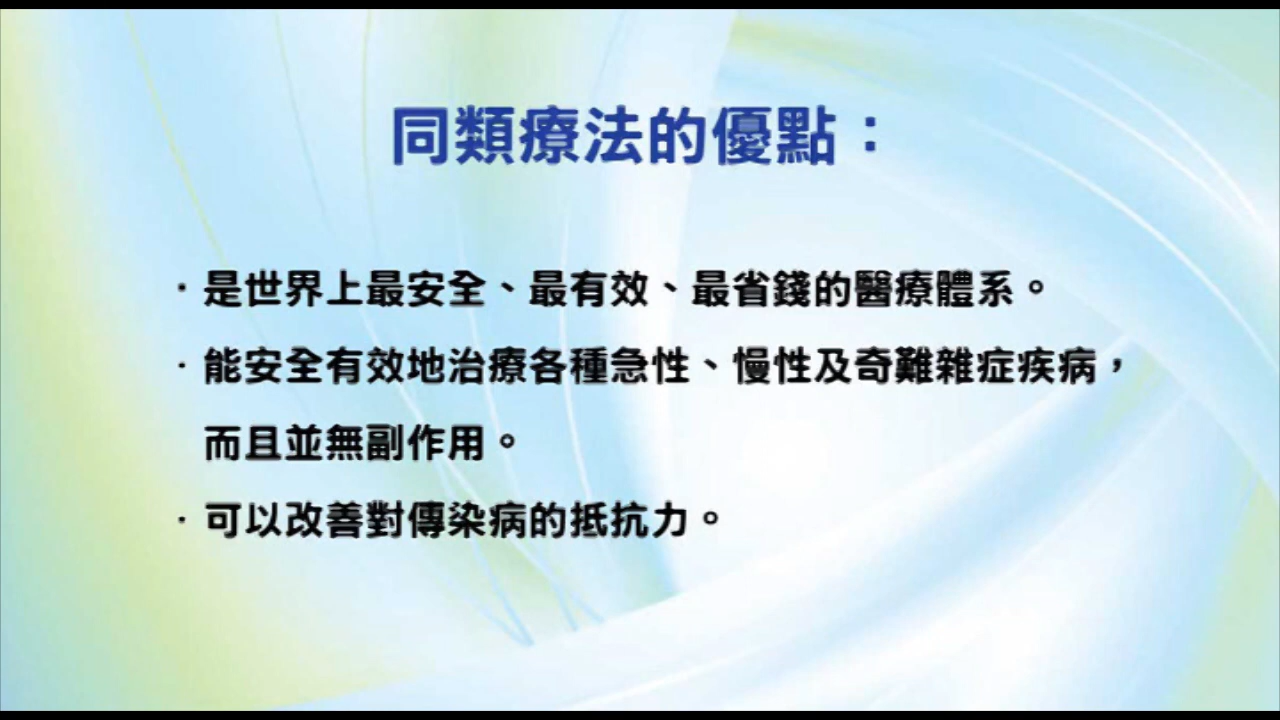 同類療法的優點：
· 是世界上最安全、最有效、最省錢的醫療體系。
· 能安全有效地治療各種急性、慢性及奇難雜症疾病，
而且並無副作用。
· 可以改善對傳染病的抵抗力。